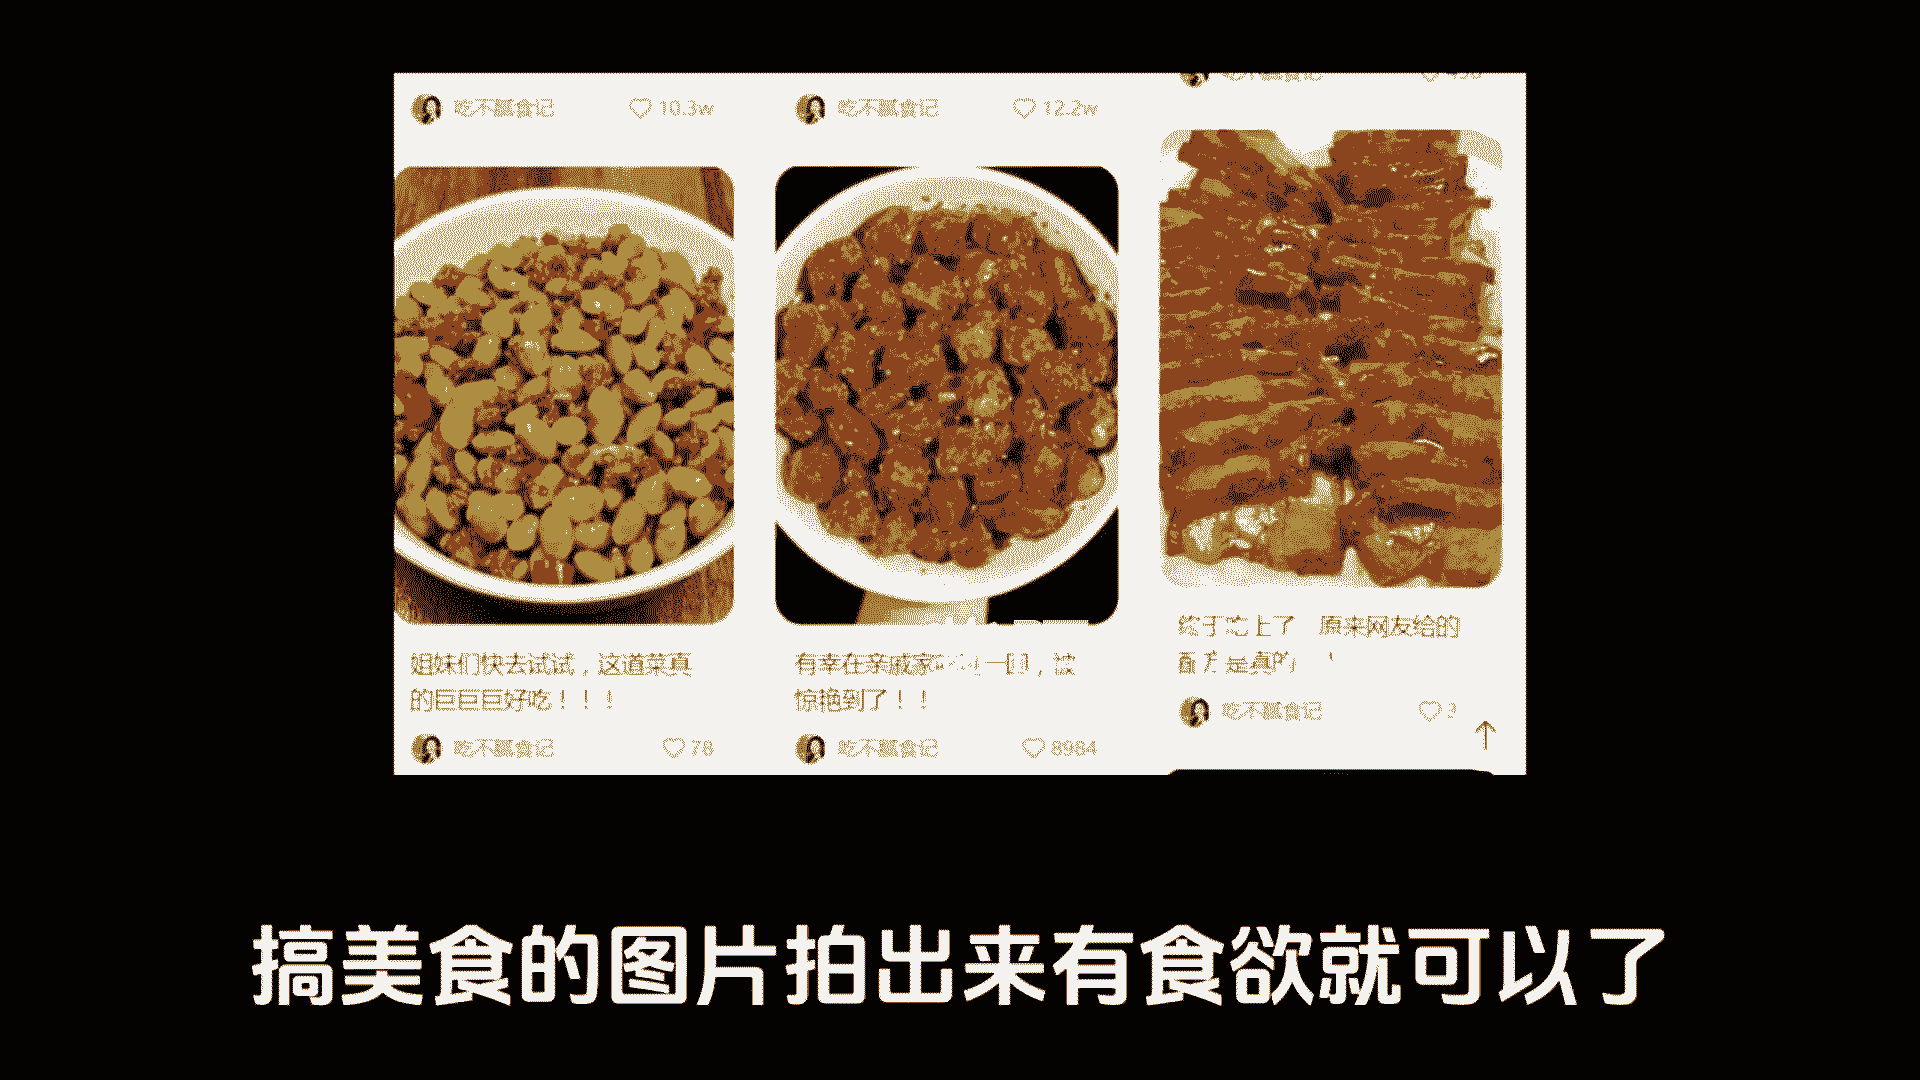 吃不腻食记 10.3w
吃不腻食记 12.2w
姐妹们快去试试，这道菜真
的巨巨巨好吃！！！
吃不腻食记 78
有幸在亲戚家
惊艳到了！！
吃不腻食记 8984
原来网友给的
是真的
吃不腻食记
搞美食的图片拍出来有食欲就可以了